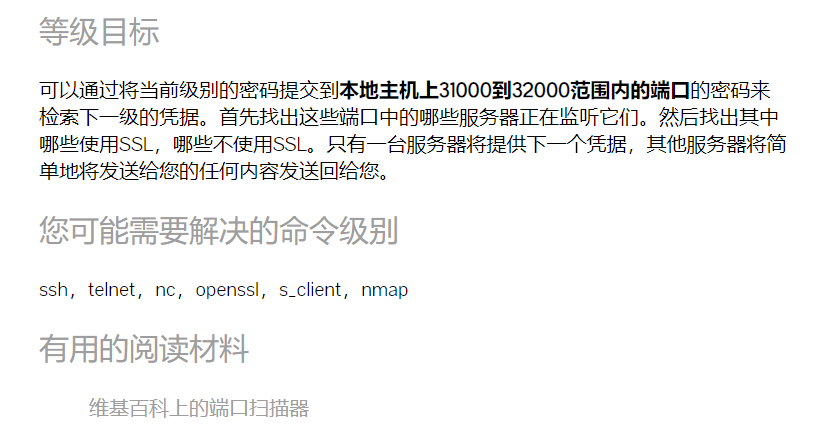 等级目标
可以通过将当前级别的密码提交到本地主机上31000到32000范围内的端口的密码来
检索下一级的凭据。首先找出这些端口中的哪些服务器正在监听它们。然后找出其中
哪些使用SSL，哪些不使用SSL。只有一台服务器将提供下一个凭据，其他服务器将简
单地将发送给您的任何内容发送回给您。
您可能需要解决的命令级别
ssh，telnet，nc，openssl，s_client，nmap
有用的阅读材料
维基百科上的端口扫描器